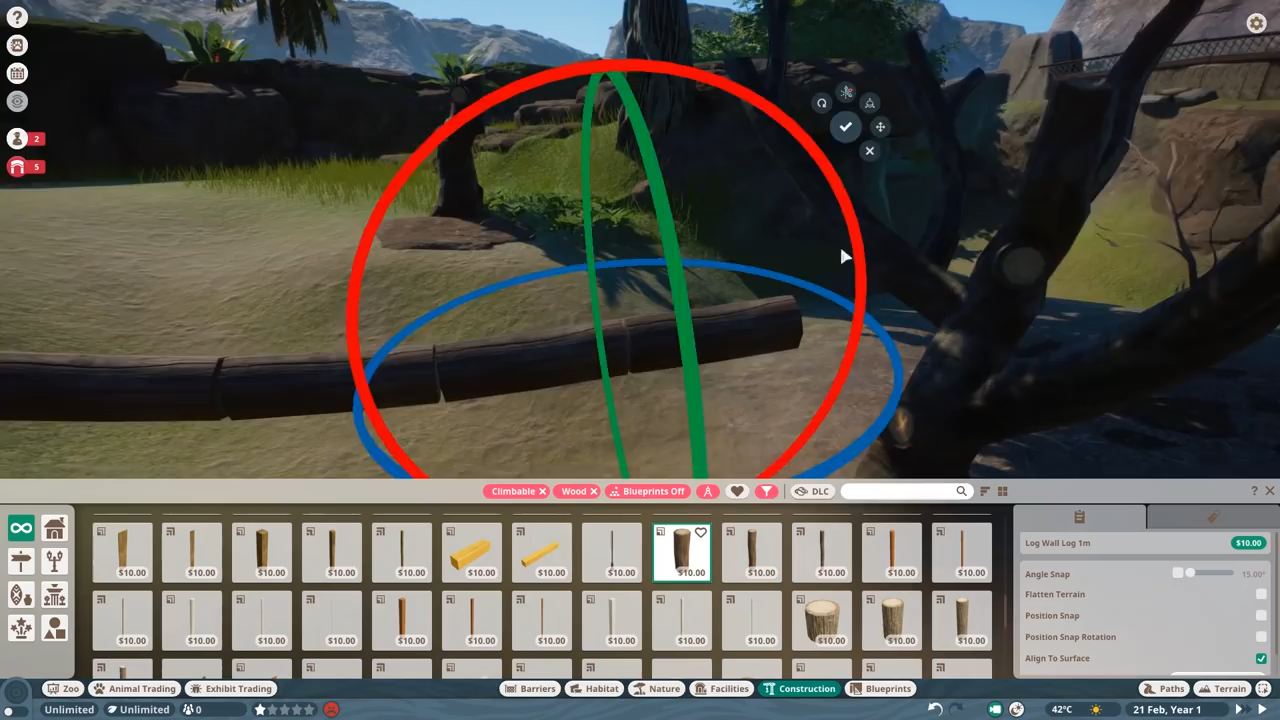 ?
2
5
Climbable ✕ Wood ✕ Blueprints Off DLC
? ✕
$10.00 $10.00 $10.00 $10.00 $10.00 $10.00 $10.00 $10.00 $10.00 $10.00 $10.00 $10.00 $10.00
$10.00 $10.00 $10.00 $10.00 $10.00 $10.00 $10.00 $10.00 $10.00 $10.00 $10.00 $10.00 $10.00
Log Wall Log 1m $10.00
Angle Snap 15.00°
Flatten Terrain
Position Snap
Position Snap Rotation
Align To Surface
Zoo Animal Trading Exhibit Trading Barriers Habitat Nature Facilities Construction Blueprints Paths Terrain
Unlimited Unlimited 0 42°C 21 Feb, Year 1